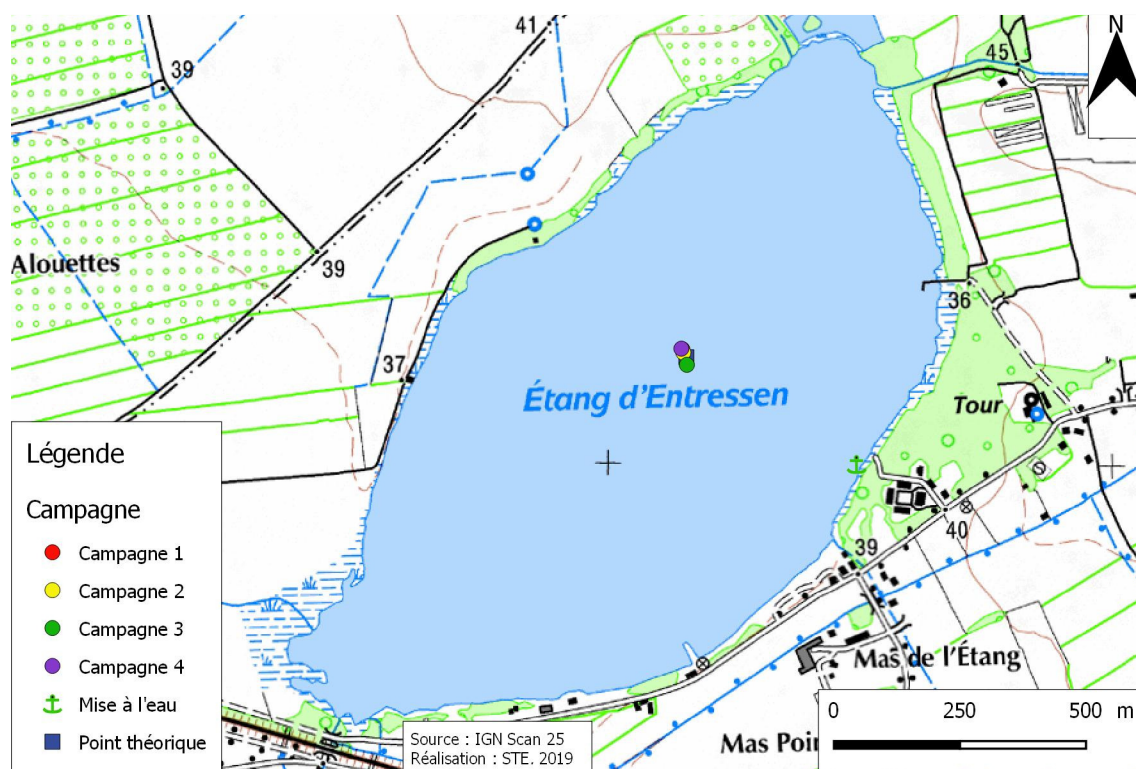 41
N
39
45
Alouettes
39
36
37
Étang d'Entressen
Tour
40
39
Mas de l'Étang
Mas Poin
Légende
Campagne
Campagne 1
Campagne 2
Campagne 3
Campagne 4
Mise à l'eau
Point théorique
Source : IGN Scan 25
Réalisation : STE. 2019
0 250 500 m